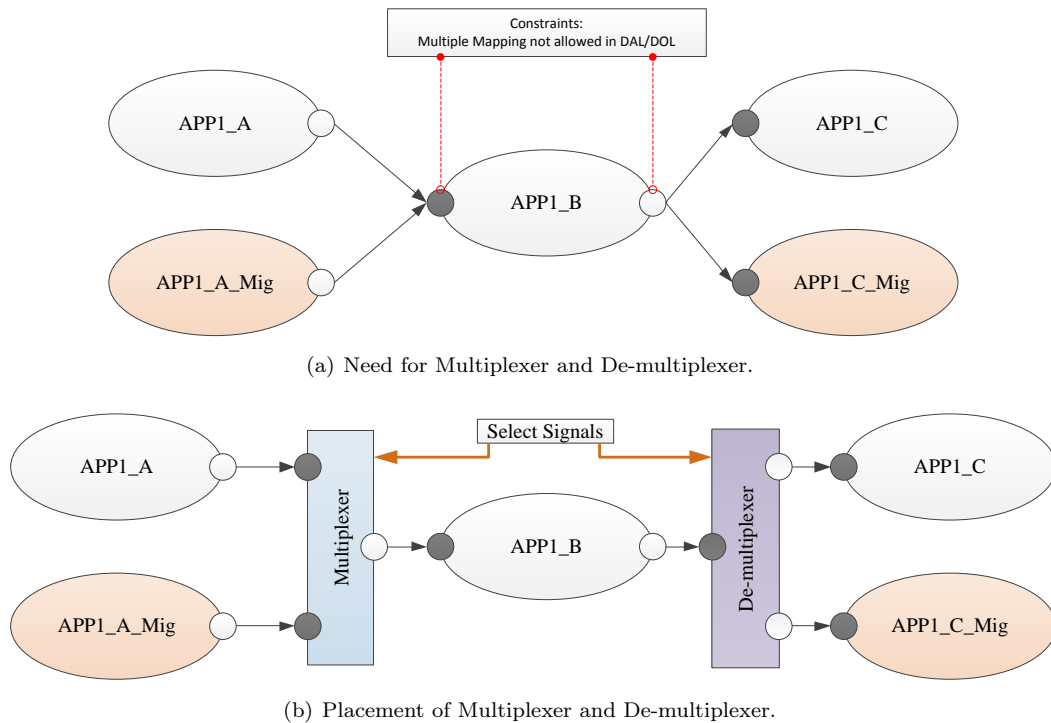 Constraints:
Multiple Mapping not allowed in DAL/DOL
APP1_A
APP1_C
APP1_B
APP1_A_Mig
APP1_C_Mig
(a) Need for Multiplexer and De-multiplexer.
Select Signals
APP1_A
APP1_C
Multiplexer
APP1_B
De-multiplexer
APP1_A_Mig
APP1_C_Mig
(b) Placement of Multiplexer and De-multiplexer.